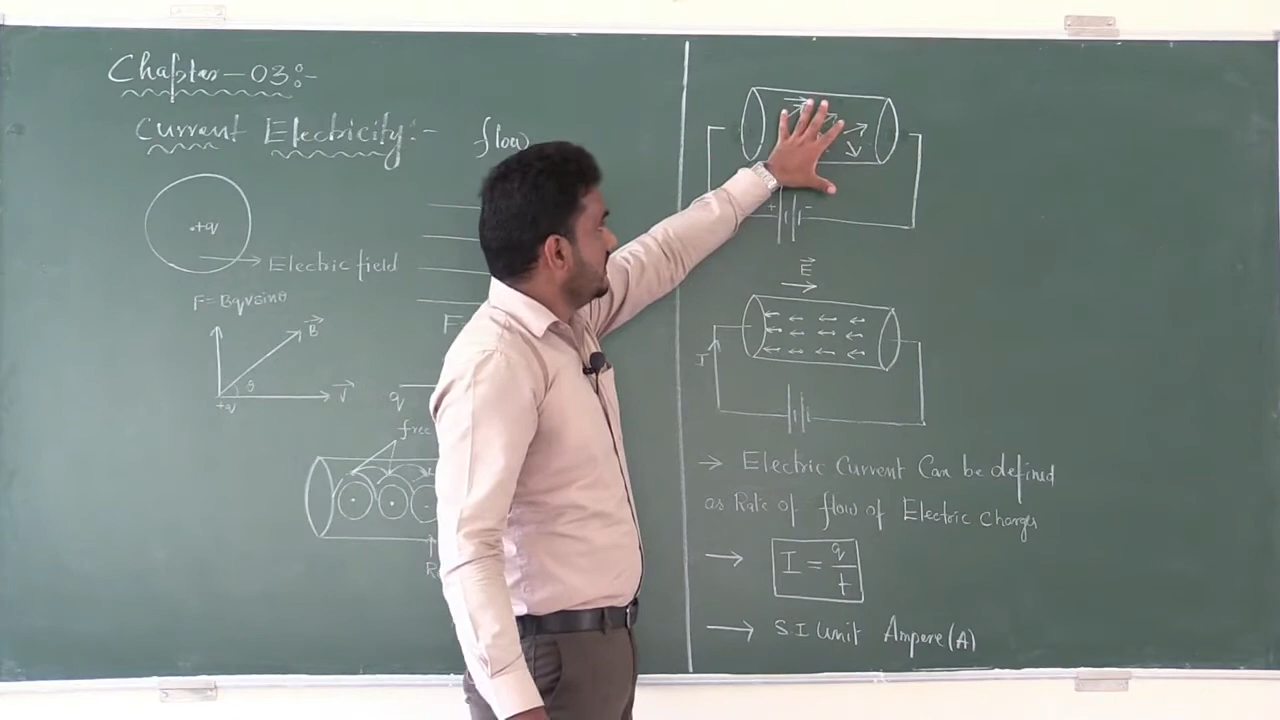 Chapter-03:-
Current Electricity:-
flow
+q
Electric field
F=Bqvsinθ
B
θ
+q
V
q
free
+
-
E
I
→ Electric Current Can be defined
as Rate of flow of Electric Charges
→ I = q/t
→ S.I Unit Ampere(A)